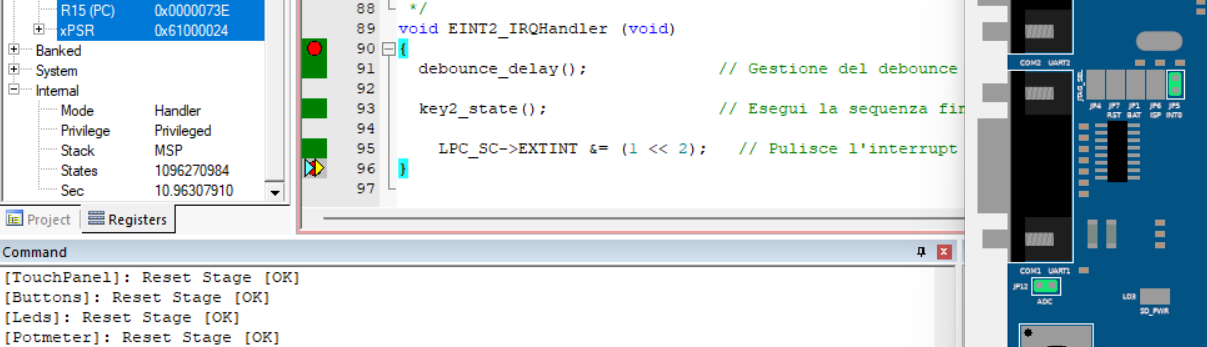 R15 (PC) 0x0000073E
xPSR 0x61000024
Banked
System
Internal
Mode Handler
Privilege Privileged
Stack MSP
States 1096270984
Sec 10.96307910
Project Registers
88 */
89 void EINT2_IRQHandler (void)
90 {
91 debounce_delay(); // Gestione del debounce
92
93 key2_state(); // Esegui la sequenza fin
94
95 LPC_SC->EXTINT &= (1 << 2); // Pulisce l'interrupt
96 }
97
COM2 UART2
JTAG_SEL
JP4 JP7 JP1 JP6 JP5
RST BAT ISP INT0
COM1 UART1
JP12
ADC
LD3
SD_PWR
Command
[TouchPanel]: Reset Stage [OK]
[Buttons]: Reset Stage [OK]
[Leds]: Reset Stage [OK]
[Potmeter]: Reset Stage [OK]